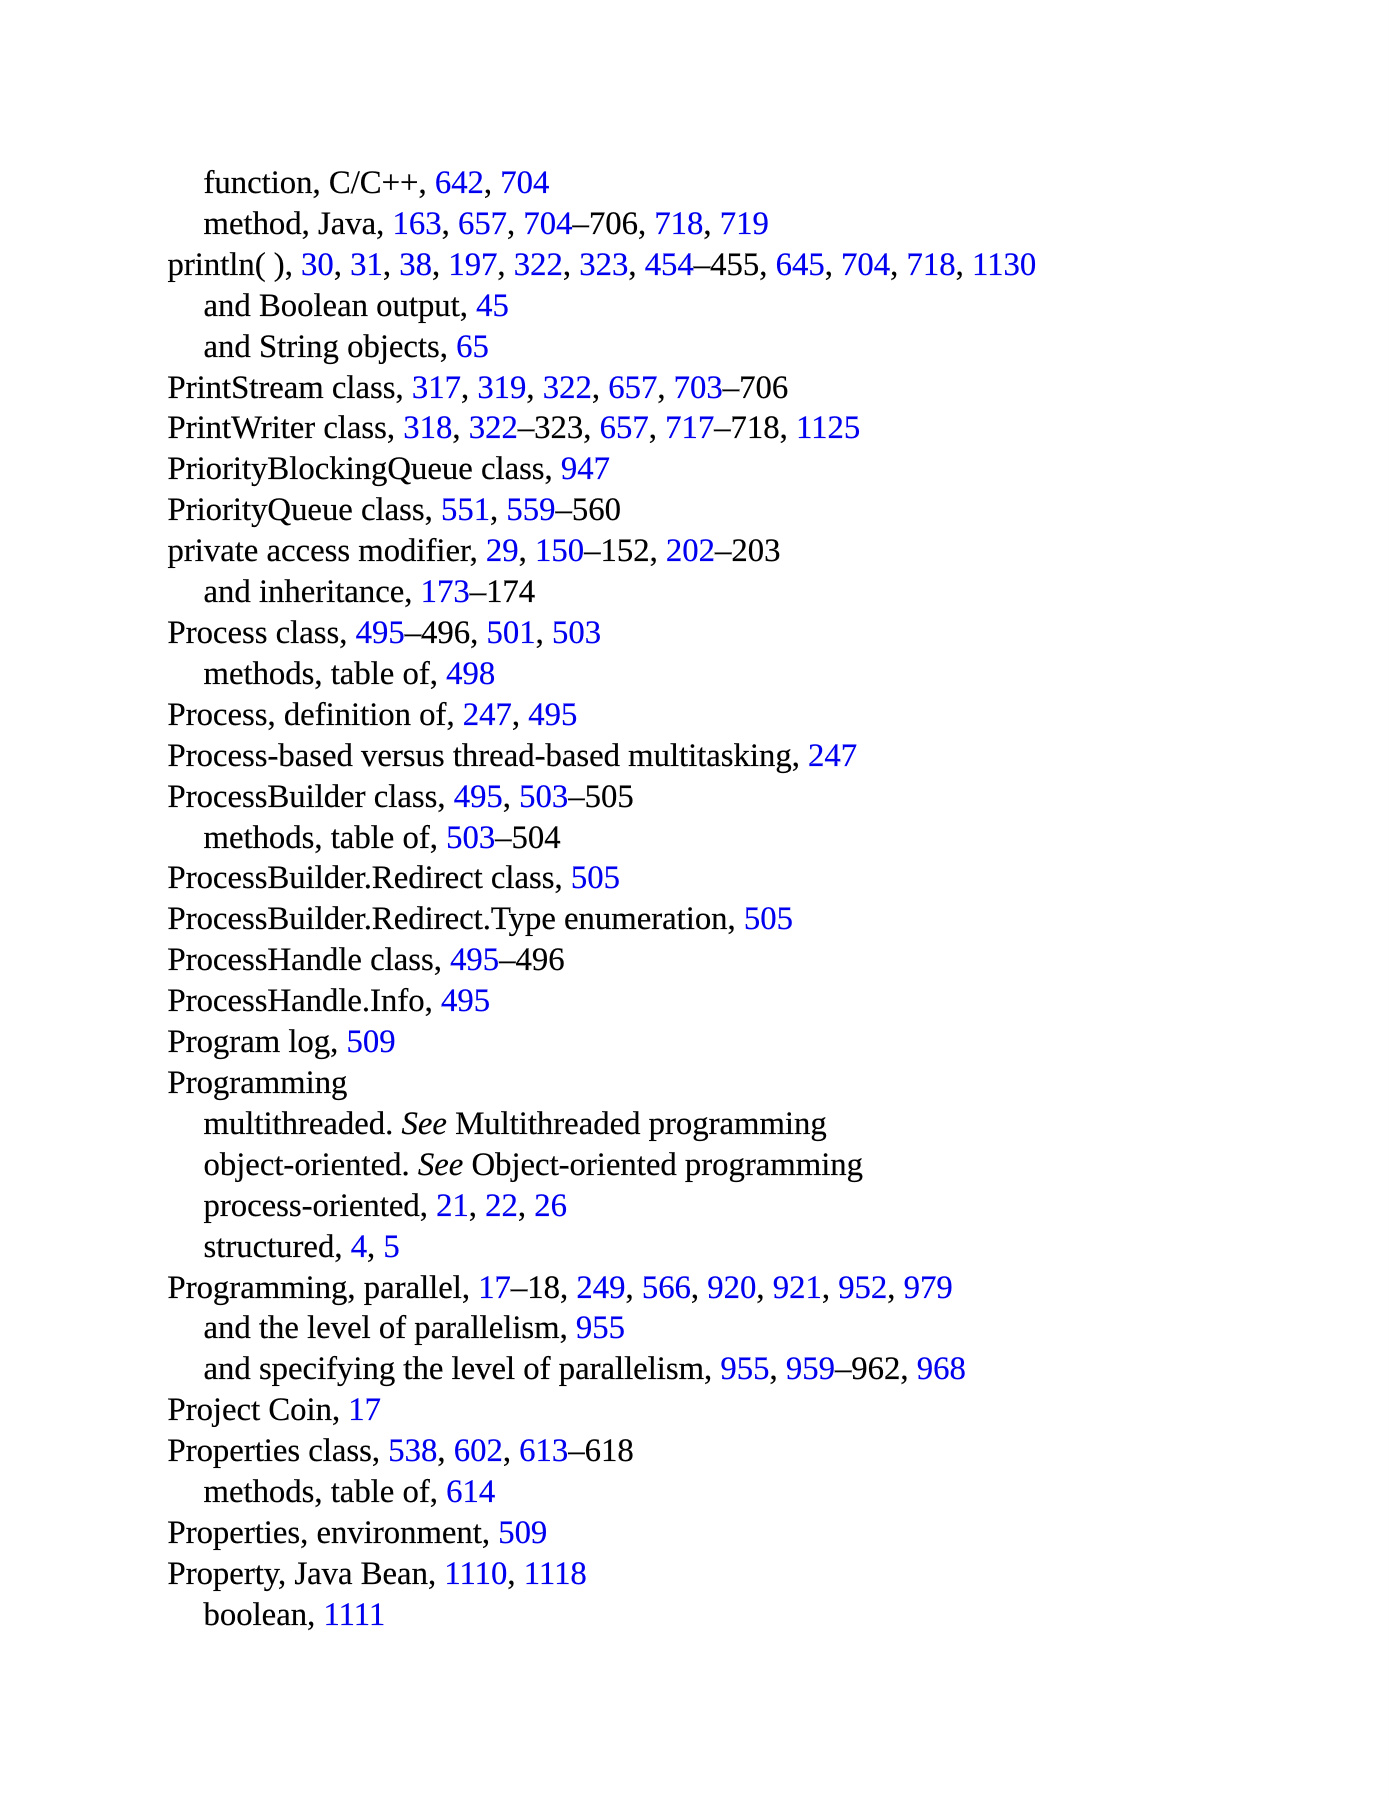 function, C/C++, 642, 704
method, Java, 163, 657, 704–706, 718, 719
println( ), 30, 31, 38, 197, 322, 323, 454–455, 645, 704, 718, 1130
and Boolean output, 45
and String objects, 65
PrintStream class, 317, 319, 322, 657, 703–706
PrintWriter class, 318, 322–323, 657, 717–718, 1125
PriorityBlockingQueue class, 947
PriorityQueue class, 551, 559–560
private access modifier, 29, 150–152, 202–203
and inheritance, 173–174
Process class, 495–496, 501, 503
methods, table of, 498
Process, definition of, 247, 495
Process-based versus thread-based multitasking, 247
ProcessBuilder class, 495, 503–505
methods, table of, 503–504
ProcessBuilder.Redirect class, 505
ProcessBuilder.Redirect.Type enumeration, 505
ProcessHandle class, 495–496
ProcessHandle.Info, 495
Program log, 509
Programming
multithreaded. See Multithreaded programming
object-oriented. See Object-oriented programming
process-oriented, 21, 22, 26
structured, 4, 5
Programming, parallel, 17–18, 249, 566, 920, 921, 952, 979
and the level of parallelism, 955
and specifying the level of parallelism, 955, 959–962, 968
Project Coin, 17
Properties class, 538, 602, 613–618
methods, table of, 614
Properties, environment, 509
Property, Java Bean, 1110, 1118
boolean, 1111